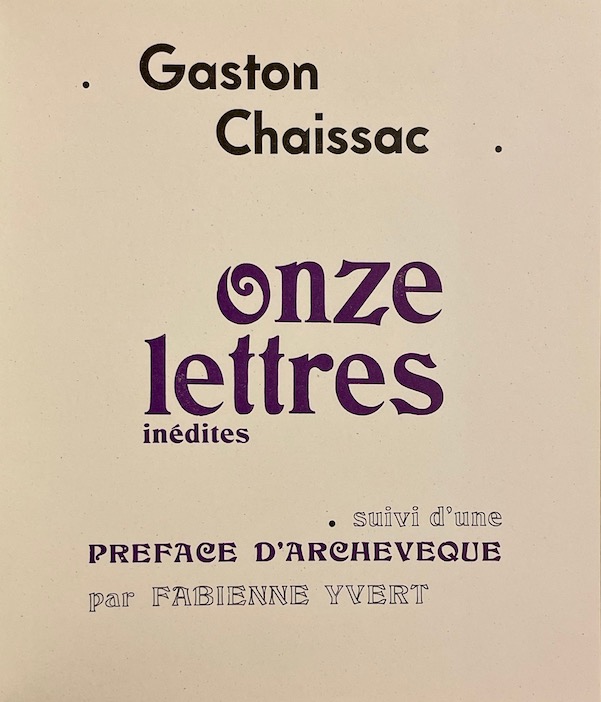 . Gaston
Chaissac .
onze
lettres
inédites
. suivi d'une
PREFACE D'ARCHEVEQUE
par FABIENNE YVERT